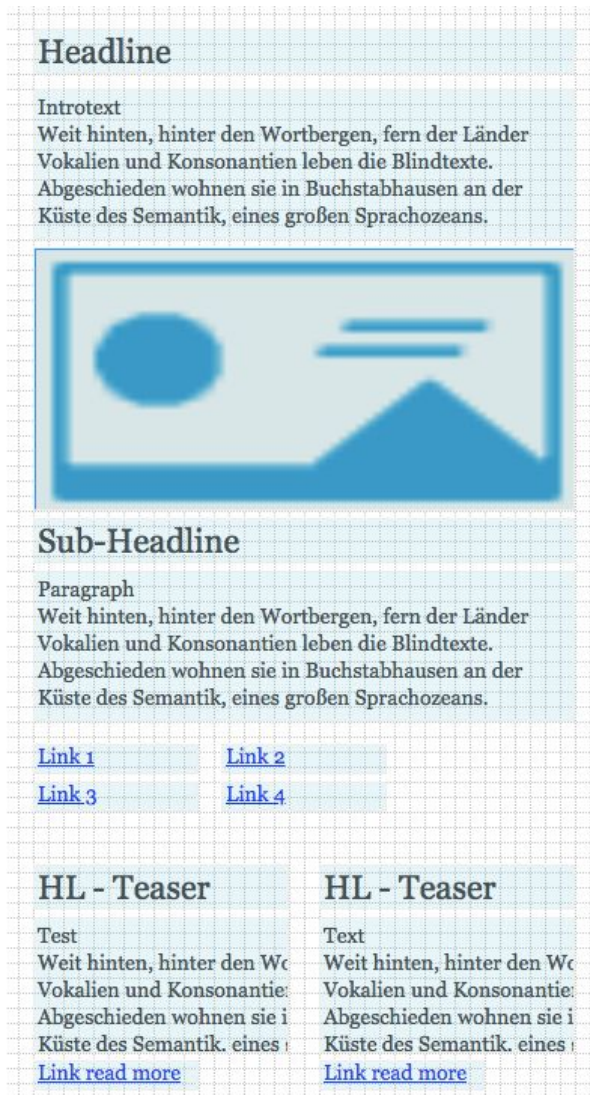 Headline
Introtext
Weit hinten, hinter den Wortbergen, fern der Länder
Vokalien und Konsonantien leben die Blindtexte.
Abgeschieden wohnen sie in Buchstabhausen an der
Küste des Semantik, eines großen Sprachozeans.
Sub-Headline
Paragraph
Weit hinten, hinter den Wortbergen, fern der Länder
Vokalien und Konsonantien leben die Blindtexte.
Abgeschieden wohnen sie in Buchstabhausen an der
Küste des Semantik, eines großen Sprachozeans.
Link 1
Link 2
Link 3
Link 4
HL - Teaser
Test
Weit hinten, hinter den
Vokalien und
Abgeschieden wohnen sie
Küste des Semantik. eines
Link read more
HL - Teaser
Text
Weit hinten, hinter den
Vokalien und
Abgeschieden wohnen sie
Küste des Semantik. eines
Link read more